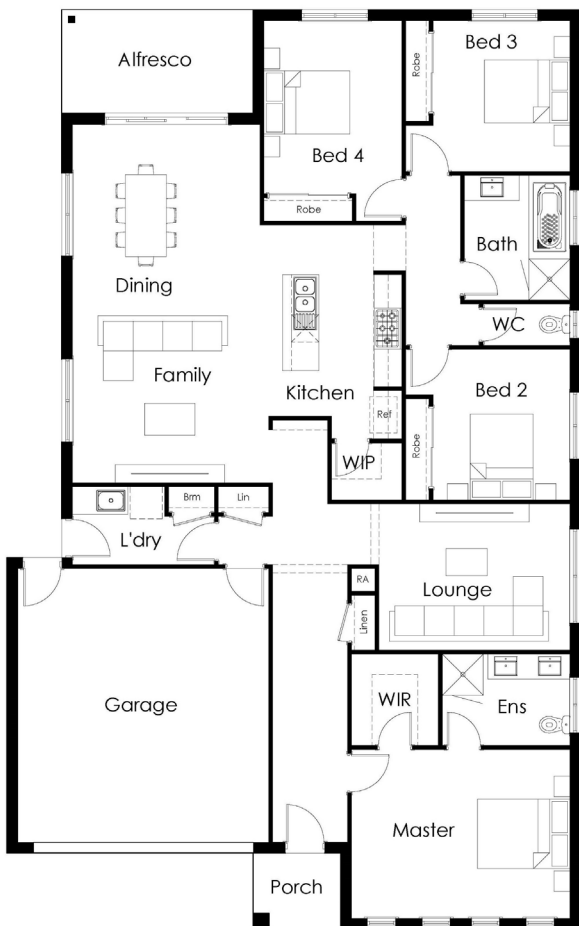 Alfresco
Bed 3
Robe
Bed 4
Robe
Bath
Dining
WC
Family
Kitchen
Bed 2
Ref
Robe
WIP
Brm
Lin
L'dry
RA
Lounge
Linen
WIR
Ens
Garage
Master
Porch